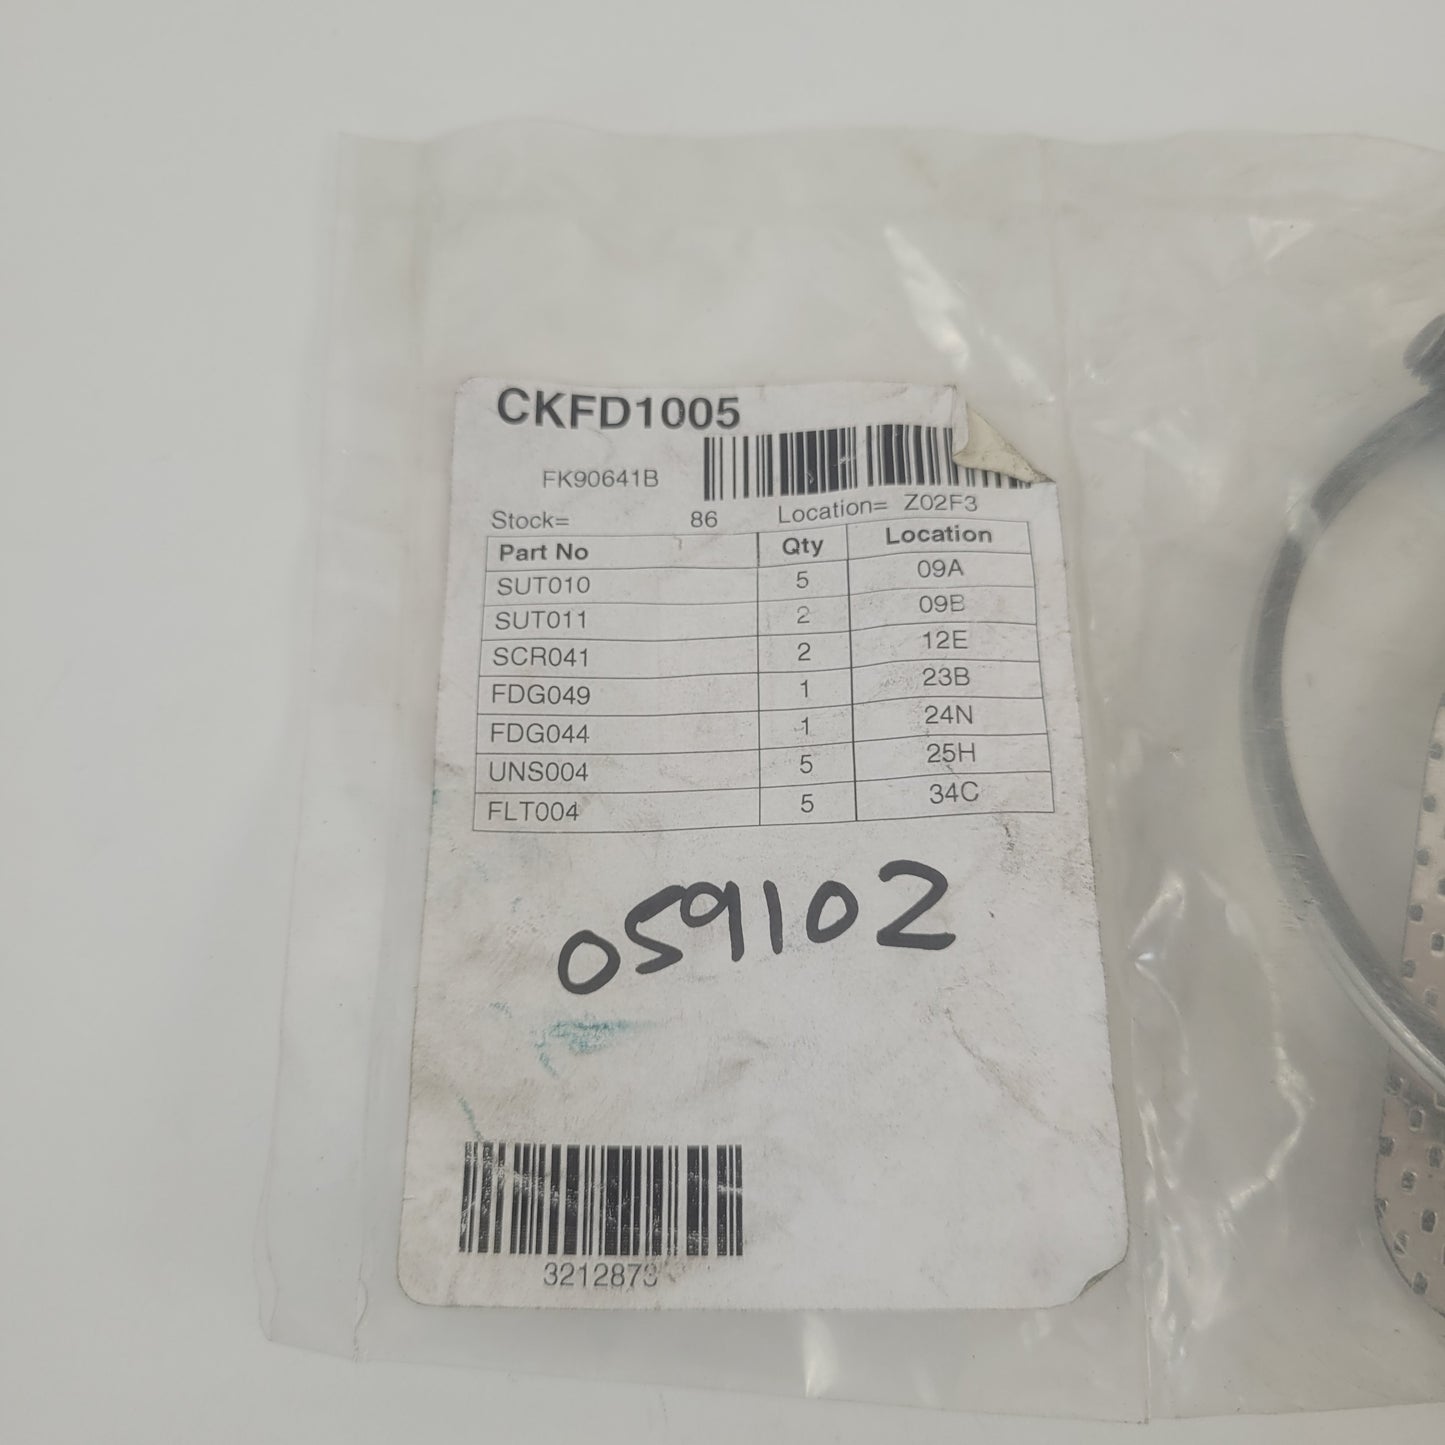 CKFD1005
FK90641B
Stock= 86 Location= Z02F3
Part No Qty Location
SUT010 5 09A
SUT011 2 09B
SCR041 2 12E
FDG049 1 23B
FDG044 1 24N
UNS004 5 25H
FLT004 5 34C
059102
3212873